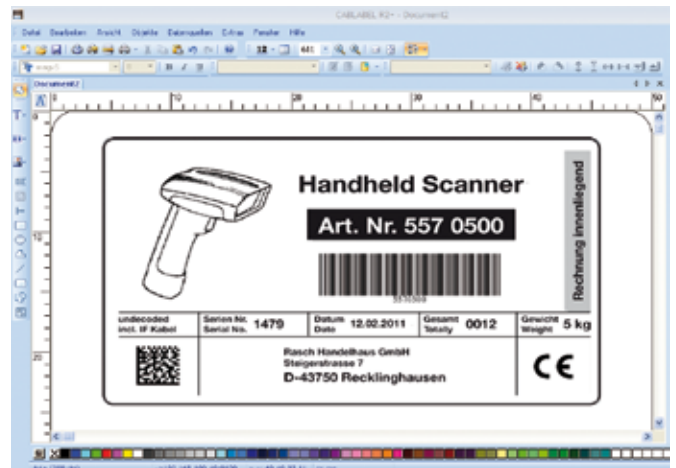 CABLABEL R2+ - Document2
Datei Bearbeiten Ansicht Objekte Datenquellen Extras Fenster Hilfe
Document2
Handheld Scanner
Art. Nr. 557 0500
5570500
Rechnung innenliegend
undecoded
incl. IF Kabel
Serien Nr.
Serial No.
1479
Datum
Date
12.02.2011
Gesamt
Totally
0012
Gewicht
Weight
5 kg
Rasch Handelhaus GmbH
Steigerstrasse 7
D-43750 Recklinghausen
CE